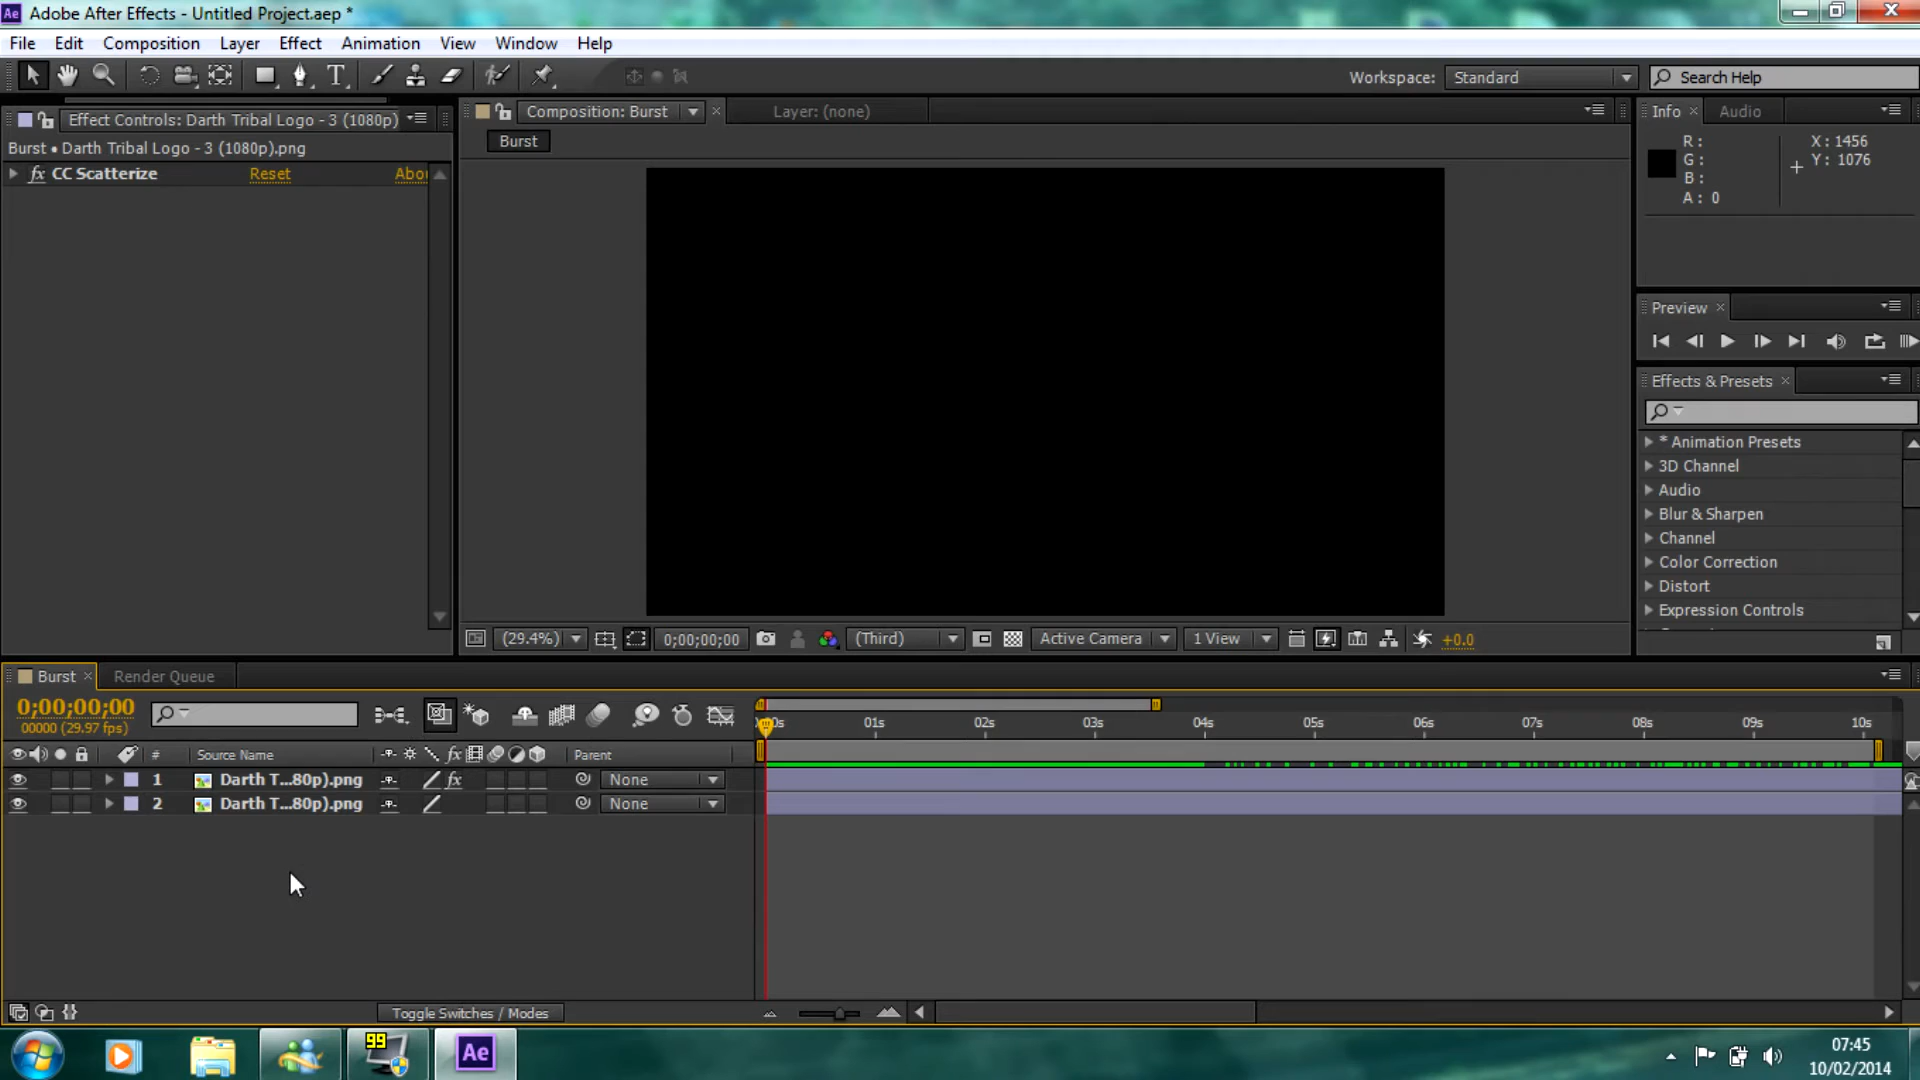 Adobe After Effects - Untitled Project.aep *
File Edit Composition Layer Effect Animation View Window Help
Workspace: Standard Search Help
Effect Controls: Darth Tribal Logo - 3 (1080p)
Burst • Darth Tribal Logo - 3 (1080p).png
fx CC Scatterize Reset Abou
Composition: Burst Layer: (none)
Burst
Info Audio
R: X: 1456
G: Y: 1076
B:
A: 0
Preview
Effects & Presets
* Animation Presets
3D Channel
Audio
Blur & Sharpen
Channel
Color Correction
Distort
Expression Controls
(29.4%) 0;00;00;00 (Third) Active Camera 1 View +0.0
Burst Render Queue
0;00;00;00
00000 (29.97 fps)
01s 02s 03s 04s 05s 06s 07s 08s 09s 10s
# Source Name fx Parent
1 Darth T...80p).png fx None
2 Darth T...80p).png None
Toggle Switches / Modes
99
Ae
07:45
10/02/2014